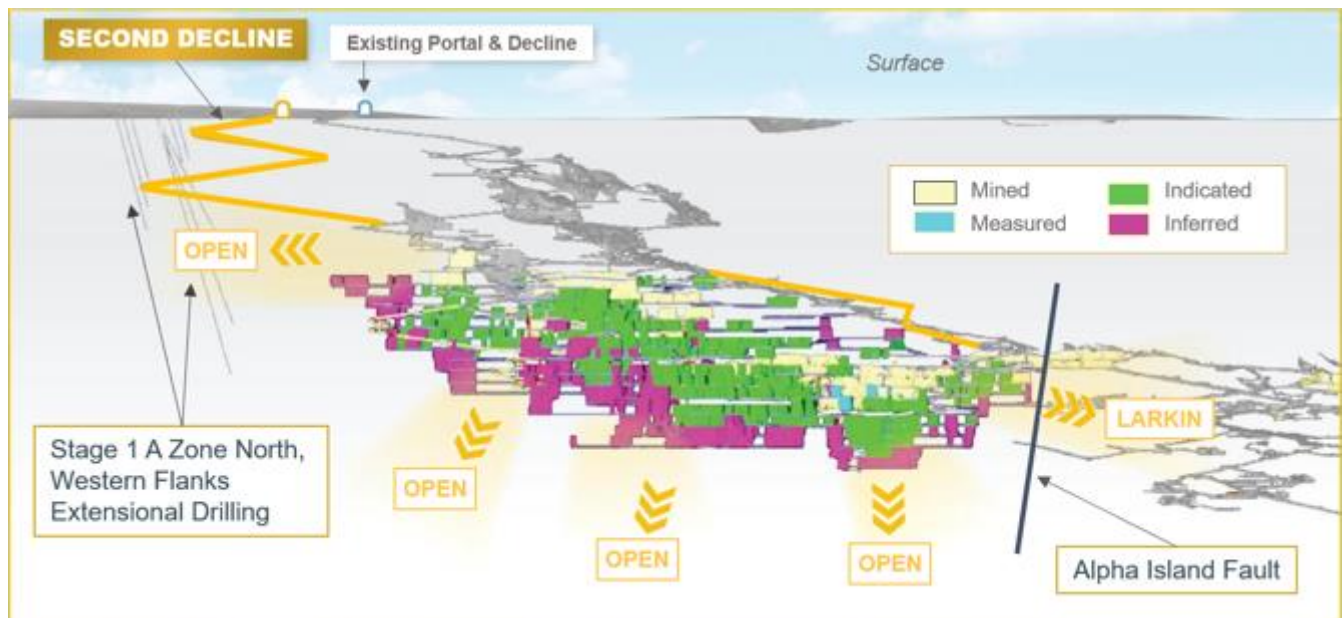 SECOND DECLINE
Existing Portal & Decline
Surface
Mined
Indicated
Measured
Inferred
OPEN
LARKIN
Stage 1 A Zone North,
Western Flanks
Extensional Drilling
OPEN
OPEN
OPEN
Alpha Island Fault